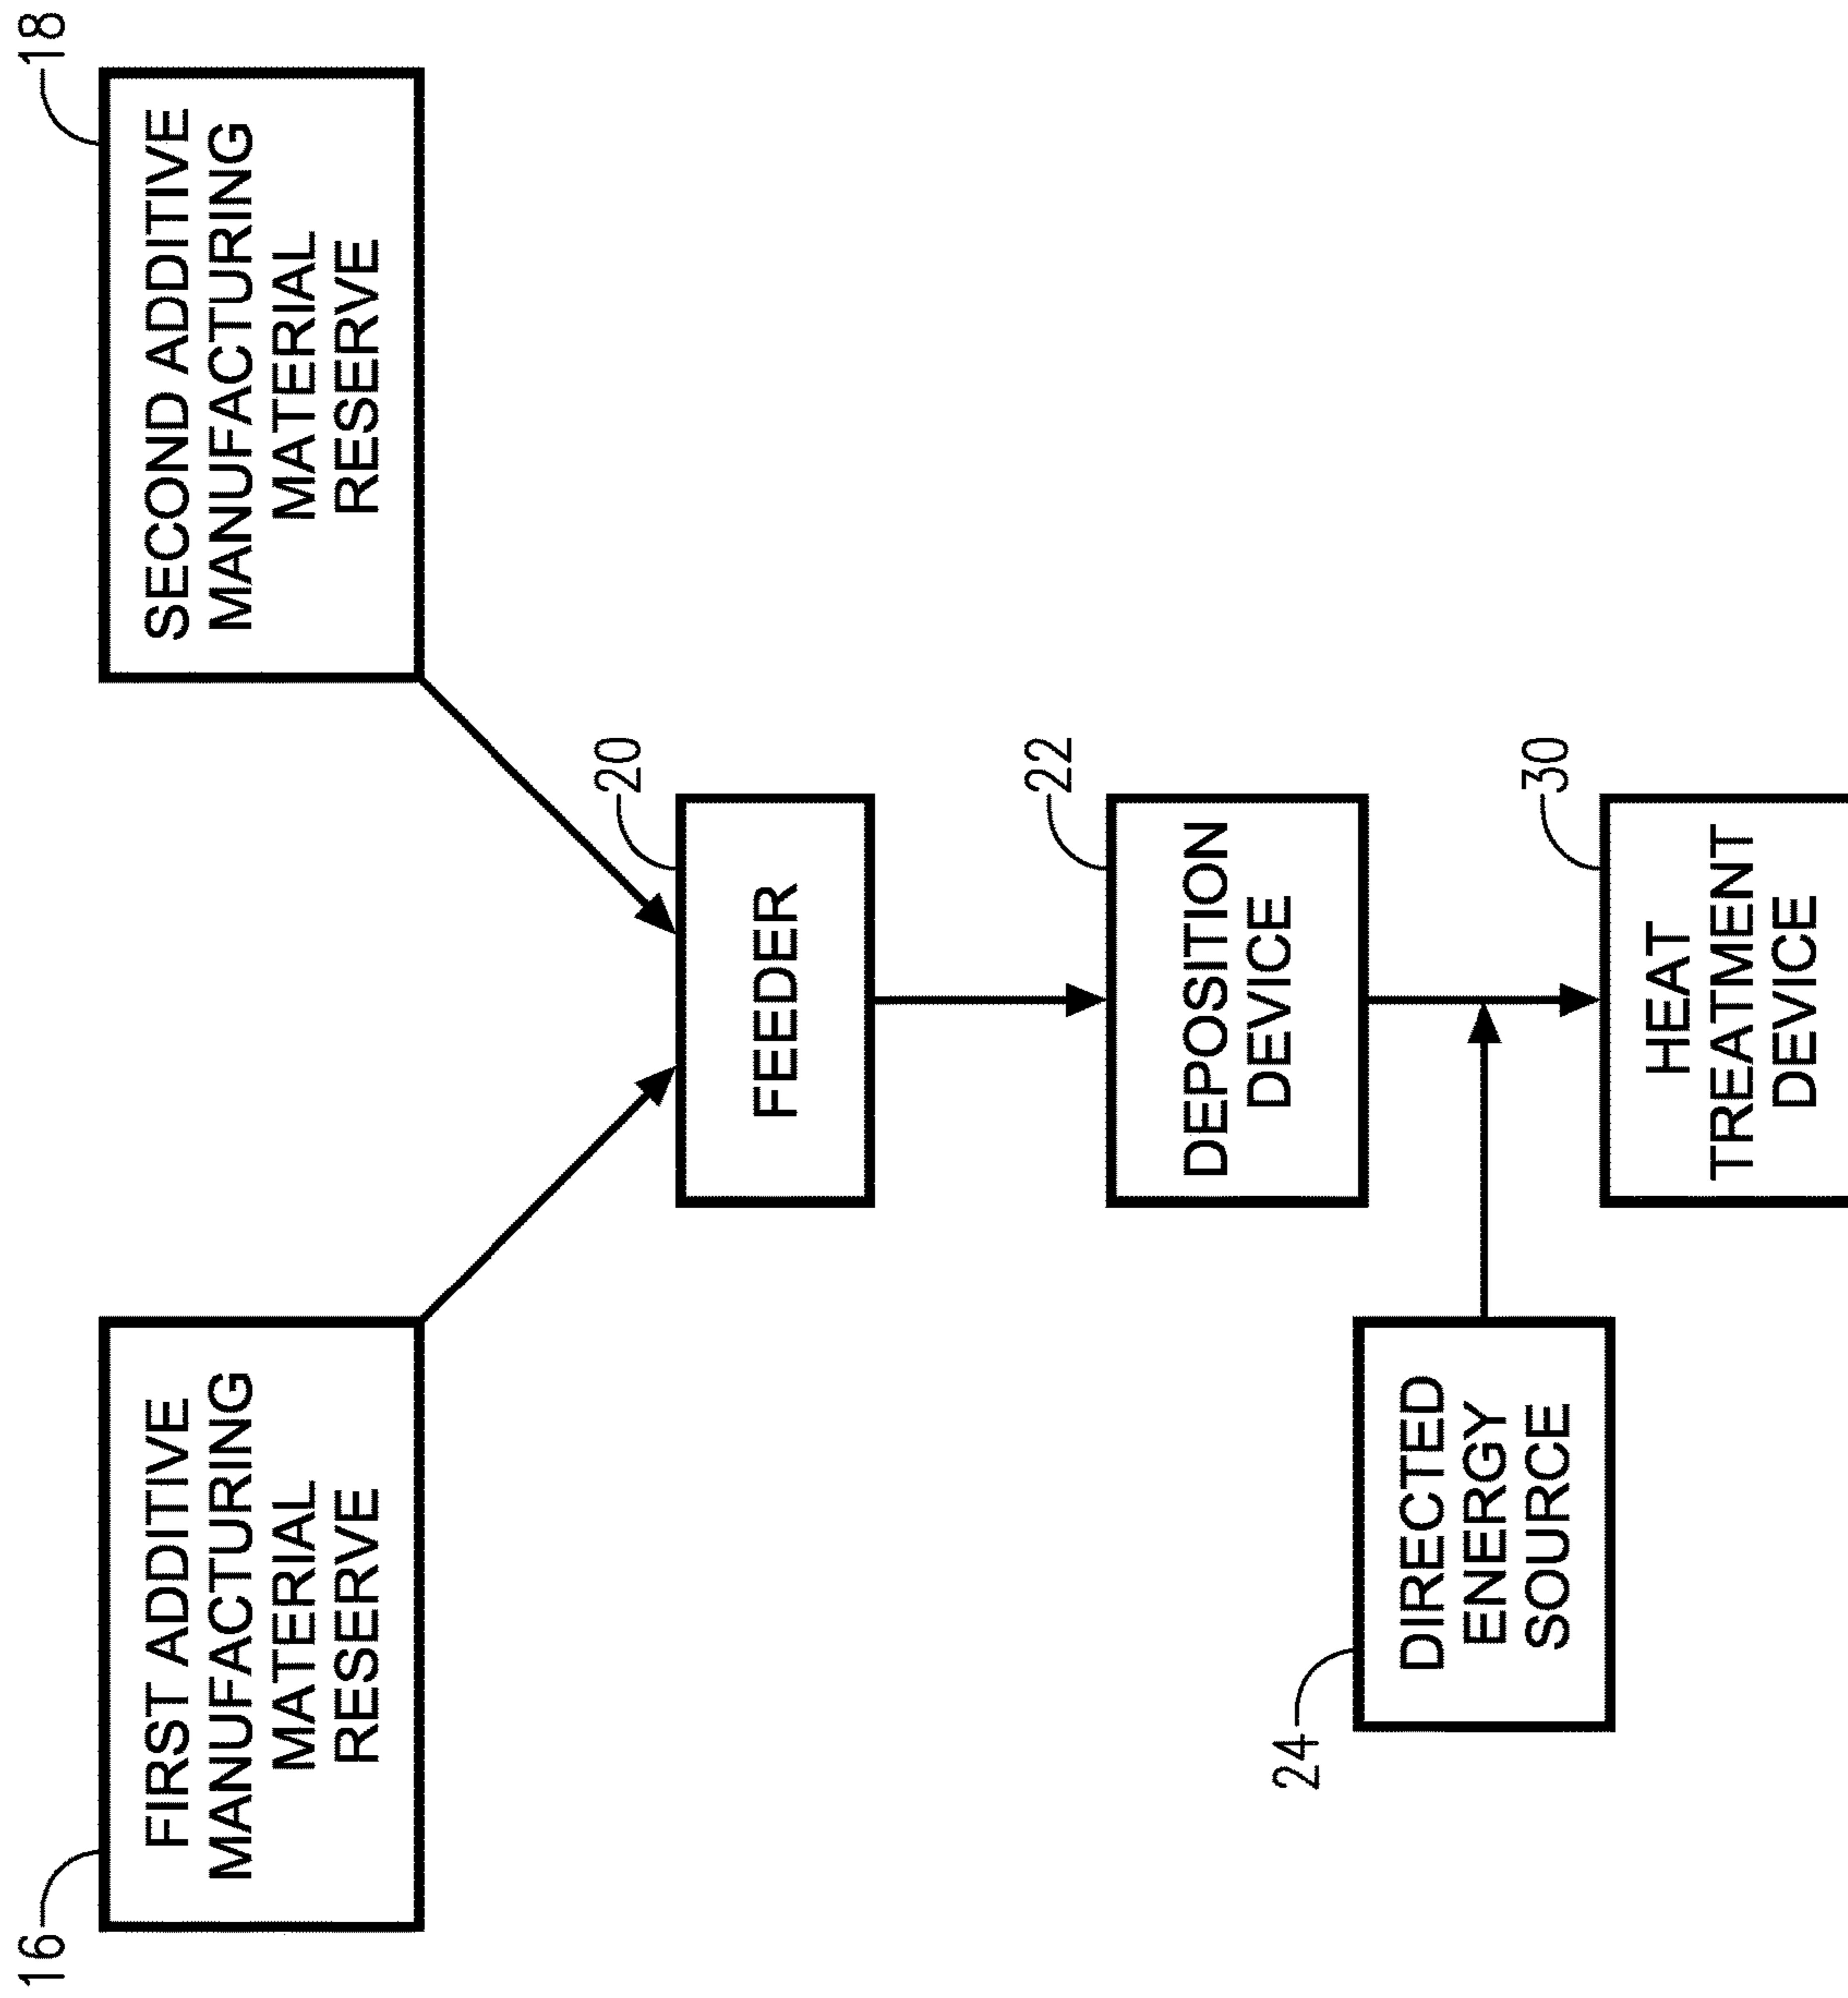 16
FIRST ADDITIVE
MANUFACTURING
MATERIAL
RESERVE
18
SECOND ADDITIVE
MANUFACTURING
MATERIAL
RESERVE
20
FEEDER
22
DEPOSITION
DEVICE
24
DIRECTED
ENERGY
SOURCE
30
HEAT
TREATMENT
DEVICE